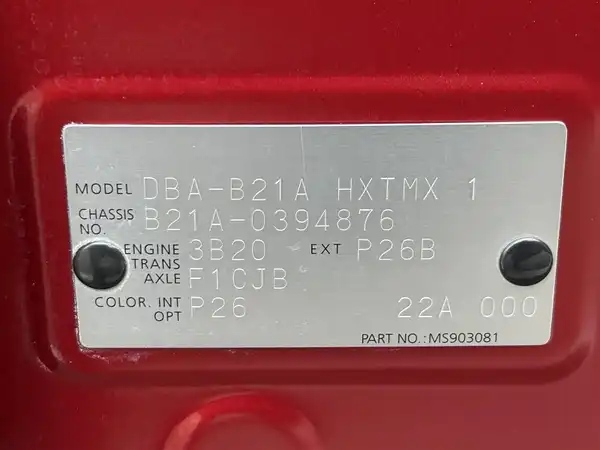 MODEL DBA-B21A HXTMX 1
CHASSIS NO. B21A-0394876
ENGINE 3B20 EXT P26B
TRANS AXLE F1CJB
COLOR. INT OPT P26 22A 000
PART NO.:MS903081